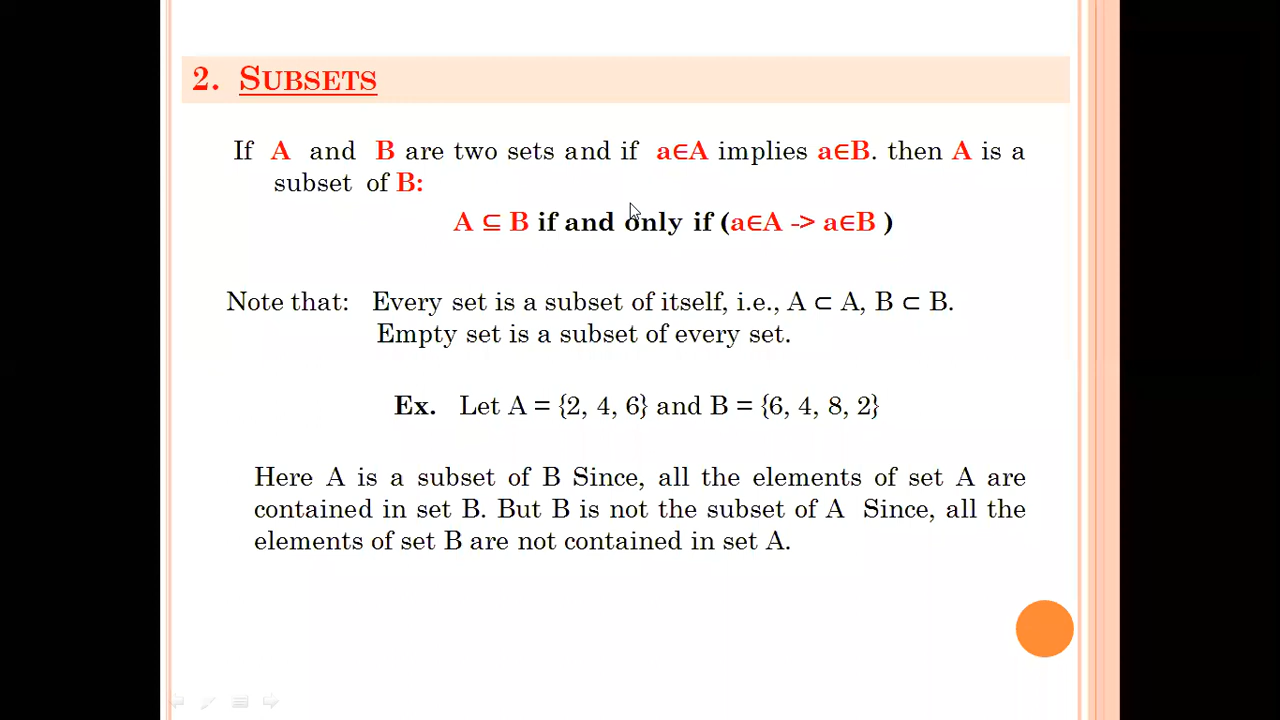 2. SUBSETS
If A and B are two sets and if a∈A implies a∈B. then A is a
subset of B:
A ⊆ B if and only if (a∈A -> a∈B )
Note that: Every set is a subset of itself, i.e., A ⊂ A, B ⊂ B.
Empty set is a subset of every set.
Ex. Let A = {2, 4, 6} and B = {6, 4, 8, 2}
Here A is a subset of B Since, all the elements of set A are
contained in set B. But B is not the subset of A Since, all the
elements of set B are not contained in set A.